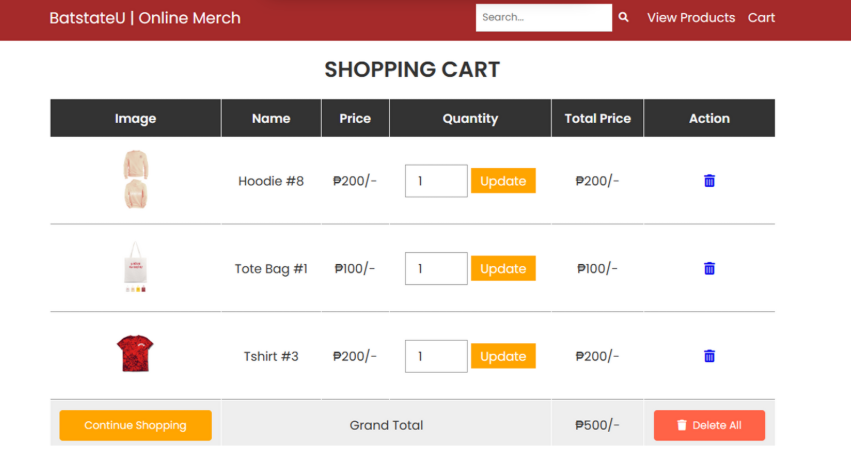 BatstateU | Online Merch
Search...
View Products
Cart
SHOPPING CART
Image Name Price Quantity Total Price Action
Hoodie #8 ₱200/- 1 Update ₱200/-
Tote Bag #1 ₱100/- 1 Update ₱100/-
Tshirt #3 ₱200/- 1 Update ₱200/-
Continue Shopping Grand Total ₱500/- Delete All